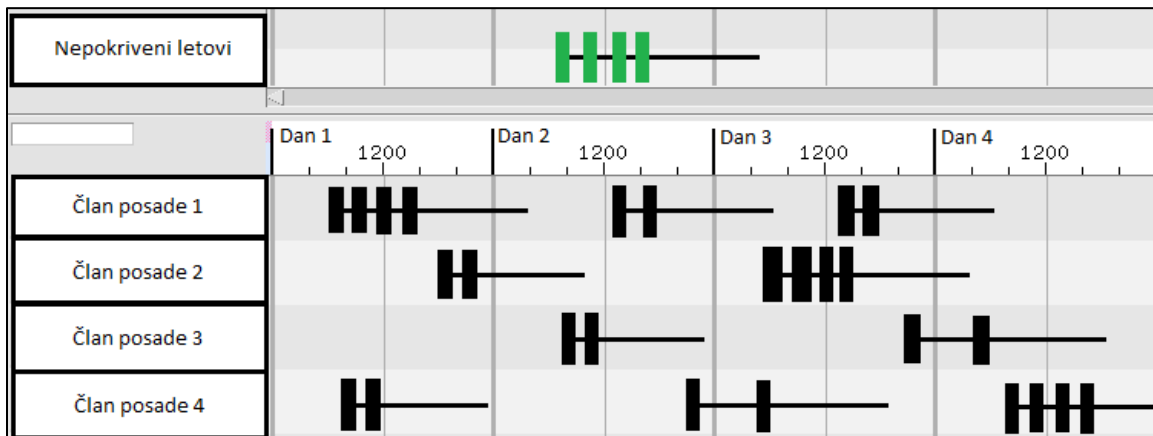 Nepokriveni letovi
Dan 1 Dan 2 Dan 3 Dan 4
1200 1200 1200 1200
Član posade 1
Član posade 2
Član posade 3
Član posade 4